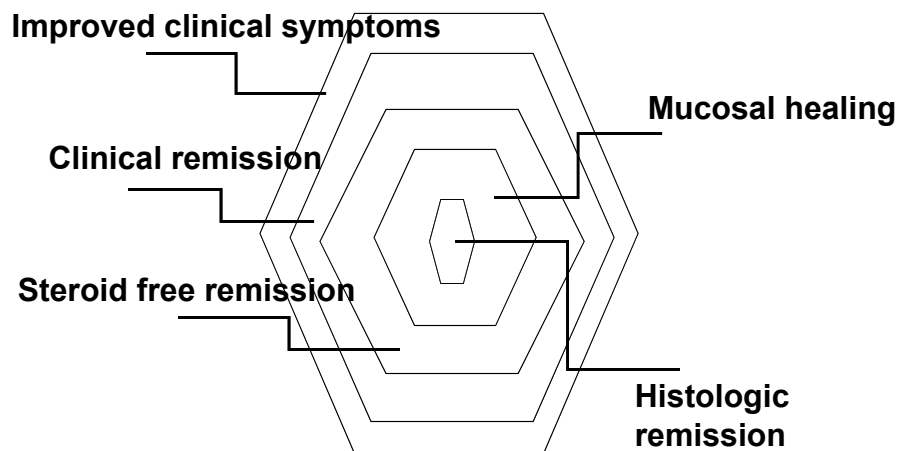 Improved clinical symptoms
Mucosal healing
Clinical remission
Steroid free remission
Histologic
remission